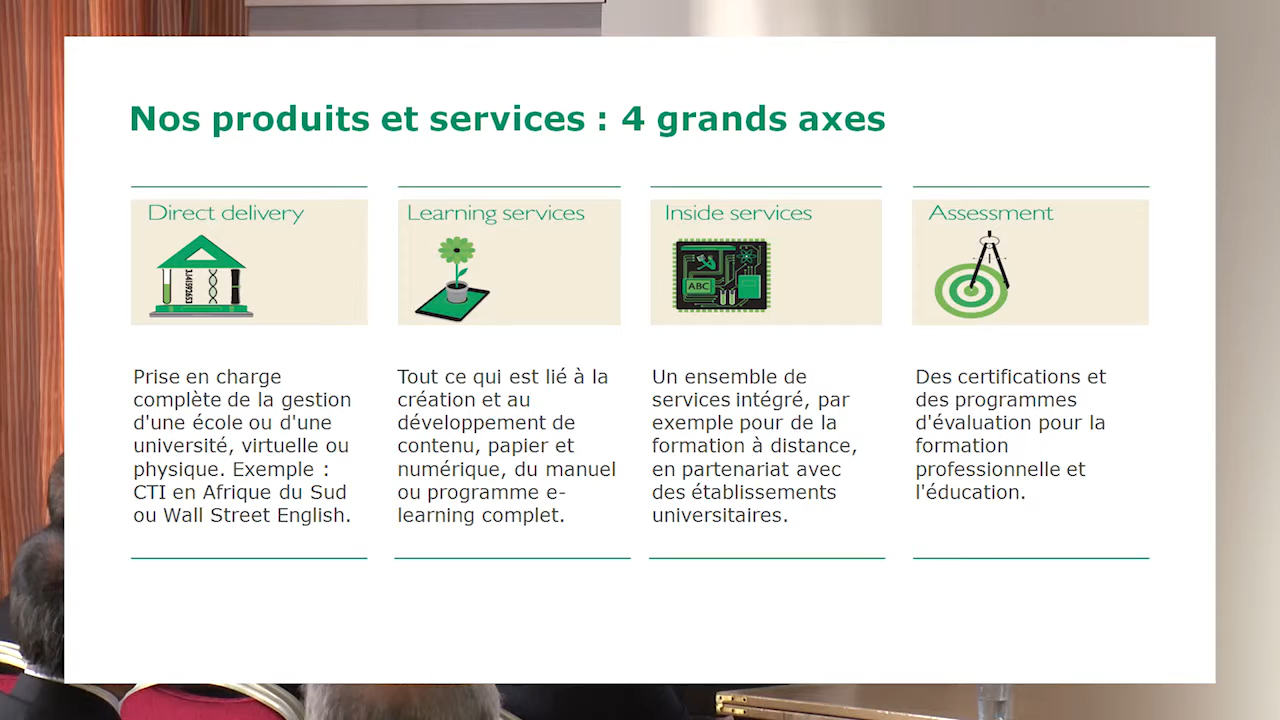 Nos produits et services : 4 grands axes
Direct delivery
3,141592653
Prise en charge
complète de la gestion
d'une école ou d'une
université, virtuelle ou
physique. Exemple :
CTI en Afrique du Sud
ou Wall Street English.
Learning services
Tout ce qui est lié à la
création et au
développement de
contenu, papier et
numérique, du manuel
ou programme e-
learning complet.
Inside services
ABC
Un ensemble de
services intégré, par
exemple pour de la
formation à distance,
en partenariat avec
des établissements
universitaires.
Assessment
Des certifications et
des programmes
d'évaluation pour la
formation
professionnelle et
l'éducation.